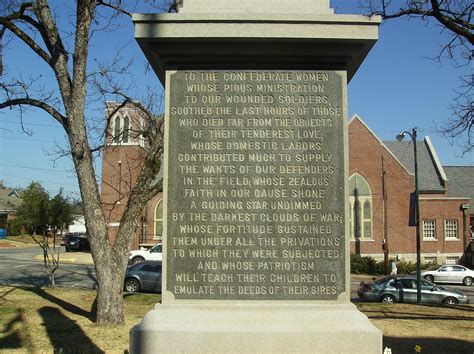 TO THE CONFEDERATE WOMEN
WHOSE PIOUS MINISTRATION
TO OUR WOUNDED SOLDIERS
SOOTHED THE LAST HOURS OF THOSE
WHO DIED FAR FROM THE OBJECTS
OF THEIR TENDEREST LOVE;
WHOSE DOMESTIC LABORS
CONTRIBUTED MUCH TO SUPPLY
THE WANTS OF OUR DEFENDERS
IN THE FIELD; WHOSE ZEALOUS
FAITH IN OUR CAUSE SHONE
A GUIDING STAR UNDIMMED
BY THE DARKEST CLOUDS OF WAR;
WHOSE FORTITUDE SUSTAINED
THEM UNDER ALL THE PRIVATIONS
TO WHICH THEY WERE SUBJECTED;
AND WHOSE PATRIOTISM
WILL TEACH THEIR CHILDREN TO
EMULATE THE DEEDS OF THEIR SIRES.